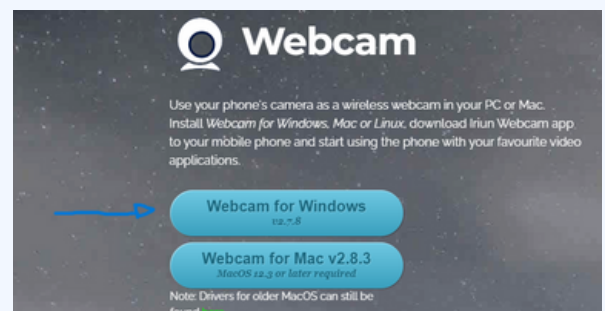 Webcam
Use your phone's camera as a wireless webcam in your PC or Mac.
Install Webcam for Windows, Mac or Linux, download Iriun Webcam app
to your mobile phone and start using the phone with your favourite video
applications.
Webcam for Windows
v2.7.8
Webcam for Mac v2.8.3
MacOS 12.3 or later required
Note: Drivers for older MacOS can still be
found